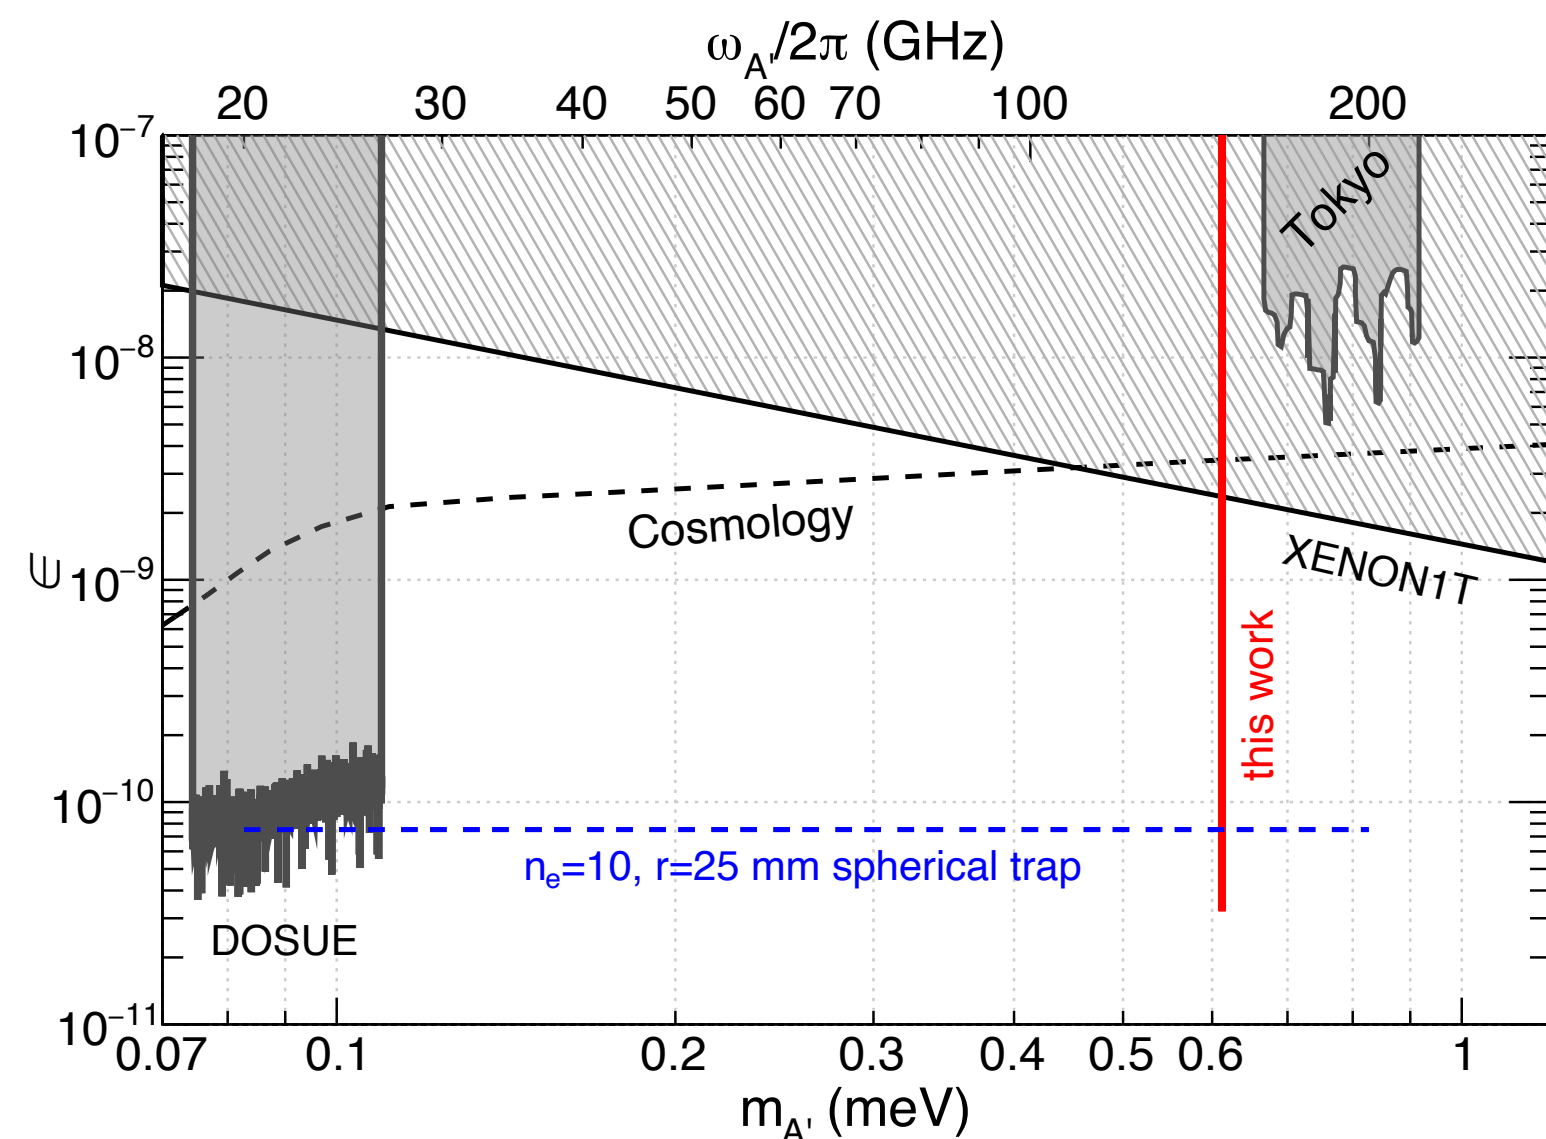 ω_A'/2π (GHz)
20 30 40 50 60 70 100 200
10⁻⁷
Tokyo
10⁻⁸
Cosmology
XENON1T
∈
10⁻⁹
this work
10⁻¹⁰
nₑ=10, r=25 mm spherical trap
DOSUE
10⁻¹¹
0.07 0.1 0.2 0.3 0.4 0.5 0.6 1
m_A' (meV)